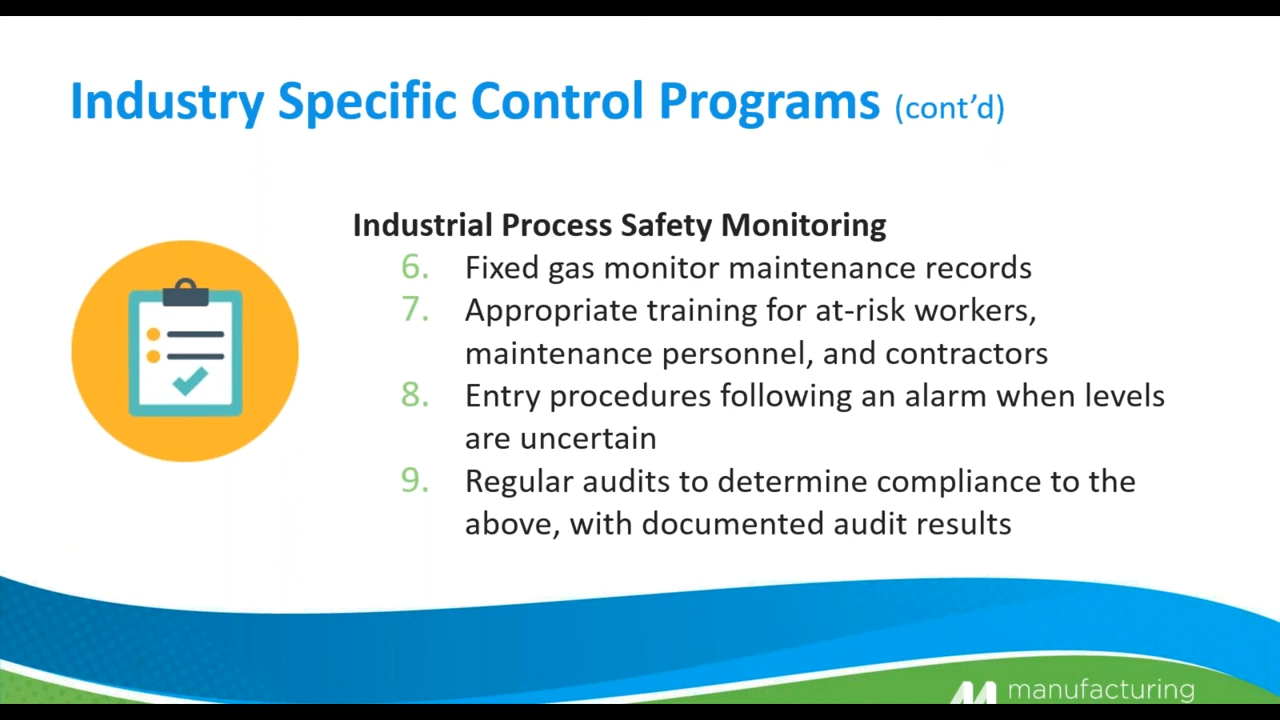 Industry Specific Control Programs (cont’d)
Industrial Process Safety Monitoring
6. Fixed gas monitor maintenance records
7. Appropriate training for at-risk workers,
maintenance personnel, and contractors
8. Entry procedures following an alarm when levels
are uncertain
9. Regular audits to determine compliance to the
above, with documented audit results
manufacturing